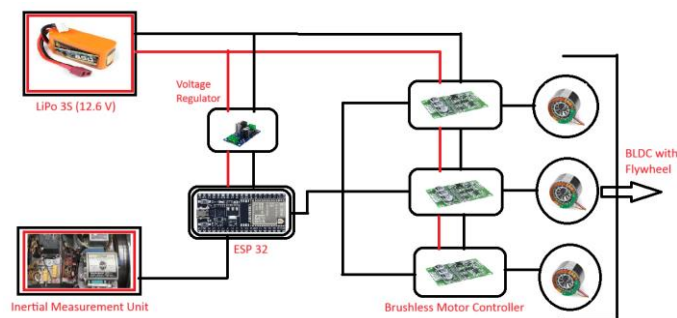 LiPo 3S (12.6 V)
Voltage
Regulator
ESP 32
Inertial Measurement Unit
Brushless Motor Controller
BLDC with
Flywheel